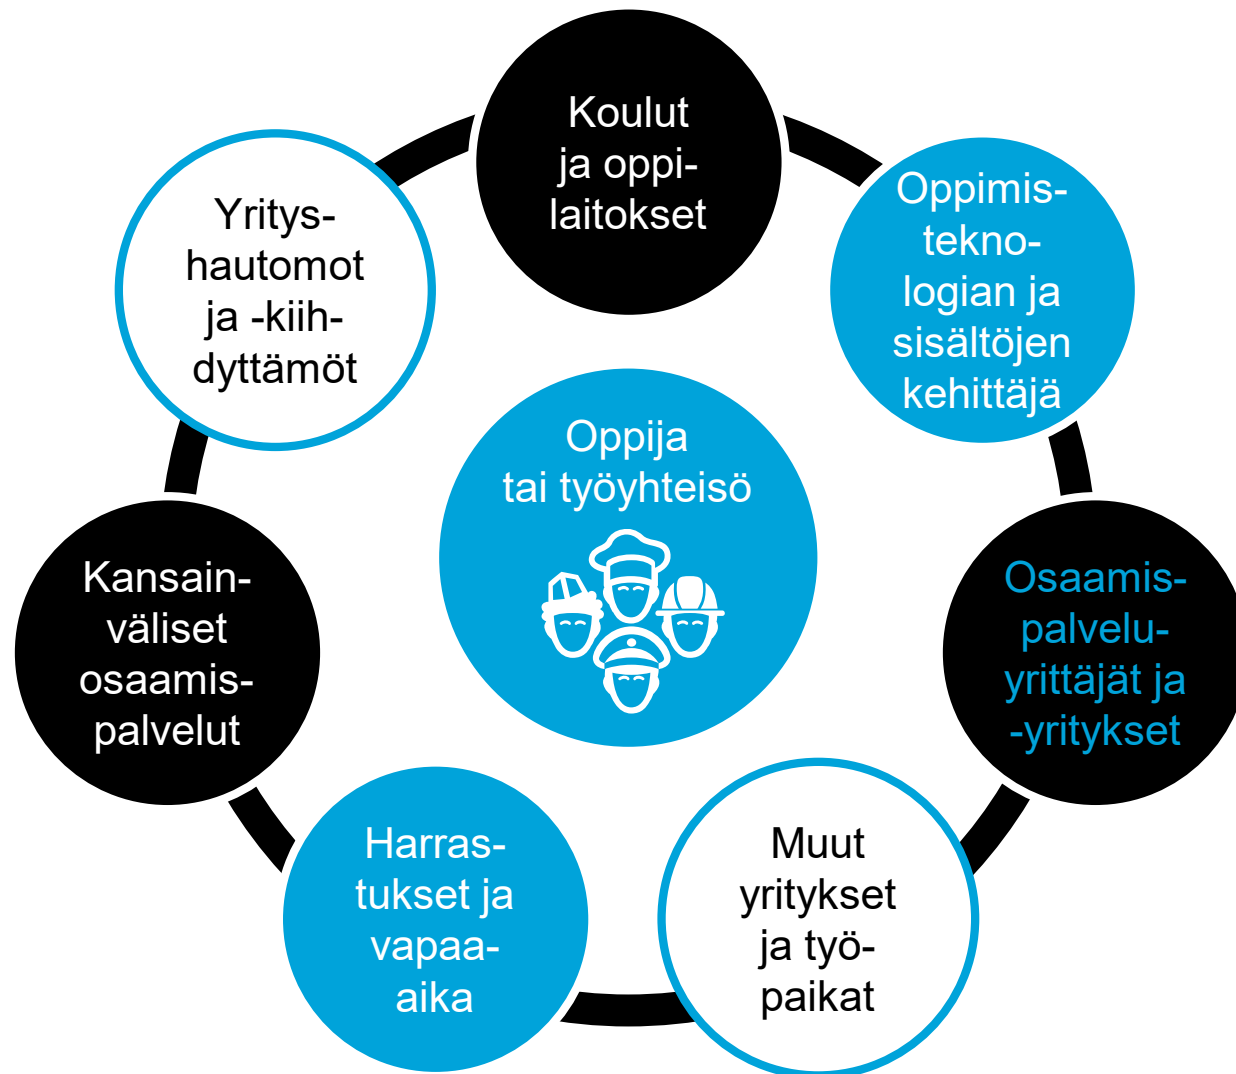 Koulut
ja oppi-
laitokset
Oppimis-
tekno-
logian ja
sisältöjen
kehittäjä
Osaamis-
palvelu-
yrittäjät ja
-yritykset
Muut
yritykset
ja työ-
paikat
Harras-
tukset ja
vapaa-
aika
Kansain-
väliset
osaamis-
palvelut
Yritys-
hautomot
ja -kiih-
dyttämöt
Oppija
tai työyhteisö